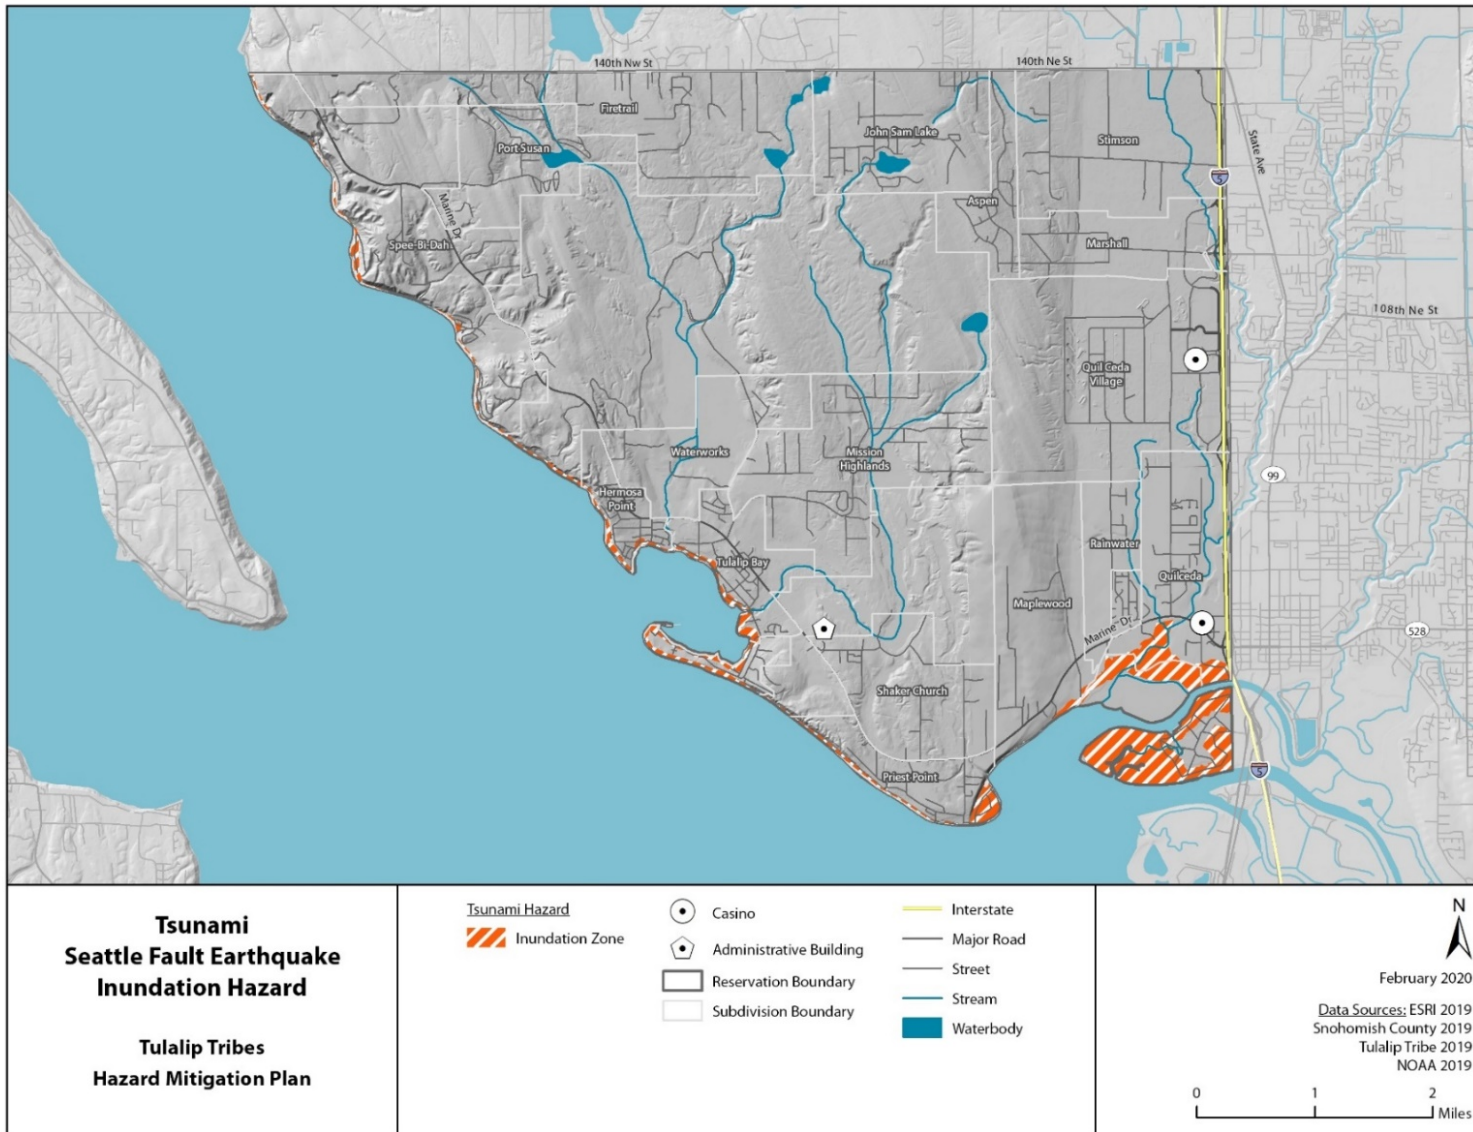 140th Nw St
140th Ne St
Firetrail
John Sam Lake
Port Susan
Stimson
State Ave
5
Marine Dr
Aspen
Spee-Bi-Dah
Marshall
108th Ne St
Quil Ceda
Village
Waterworks
Mission
Highlands
99
Hermosa
Point
Rainwater
Tulalip Bay
Quilceda
Maplewood
Marine Dr
528
Shaker Church
Priest Point
5
Tsunami
Seattle Fault Earthquake
Inundation Hazard
Tulalip Tribes
Hazard Mitigation Plan
Tsunami Hazard
Inundation Zone
Casino
Administrative Building
Reservation Boundary
Subdivision Boundary
Interstate
Major Road
Street
Stream
Waterbody
N
February 2020
Data Sources: ESRI 2019
Snohomish County 2019
Tulalip Tribe 2019
NOAA 2019
0 1 2
Miles